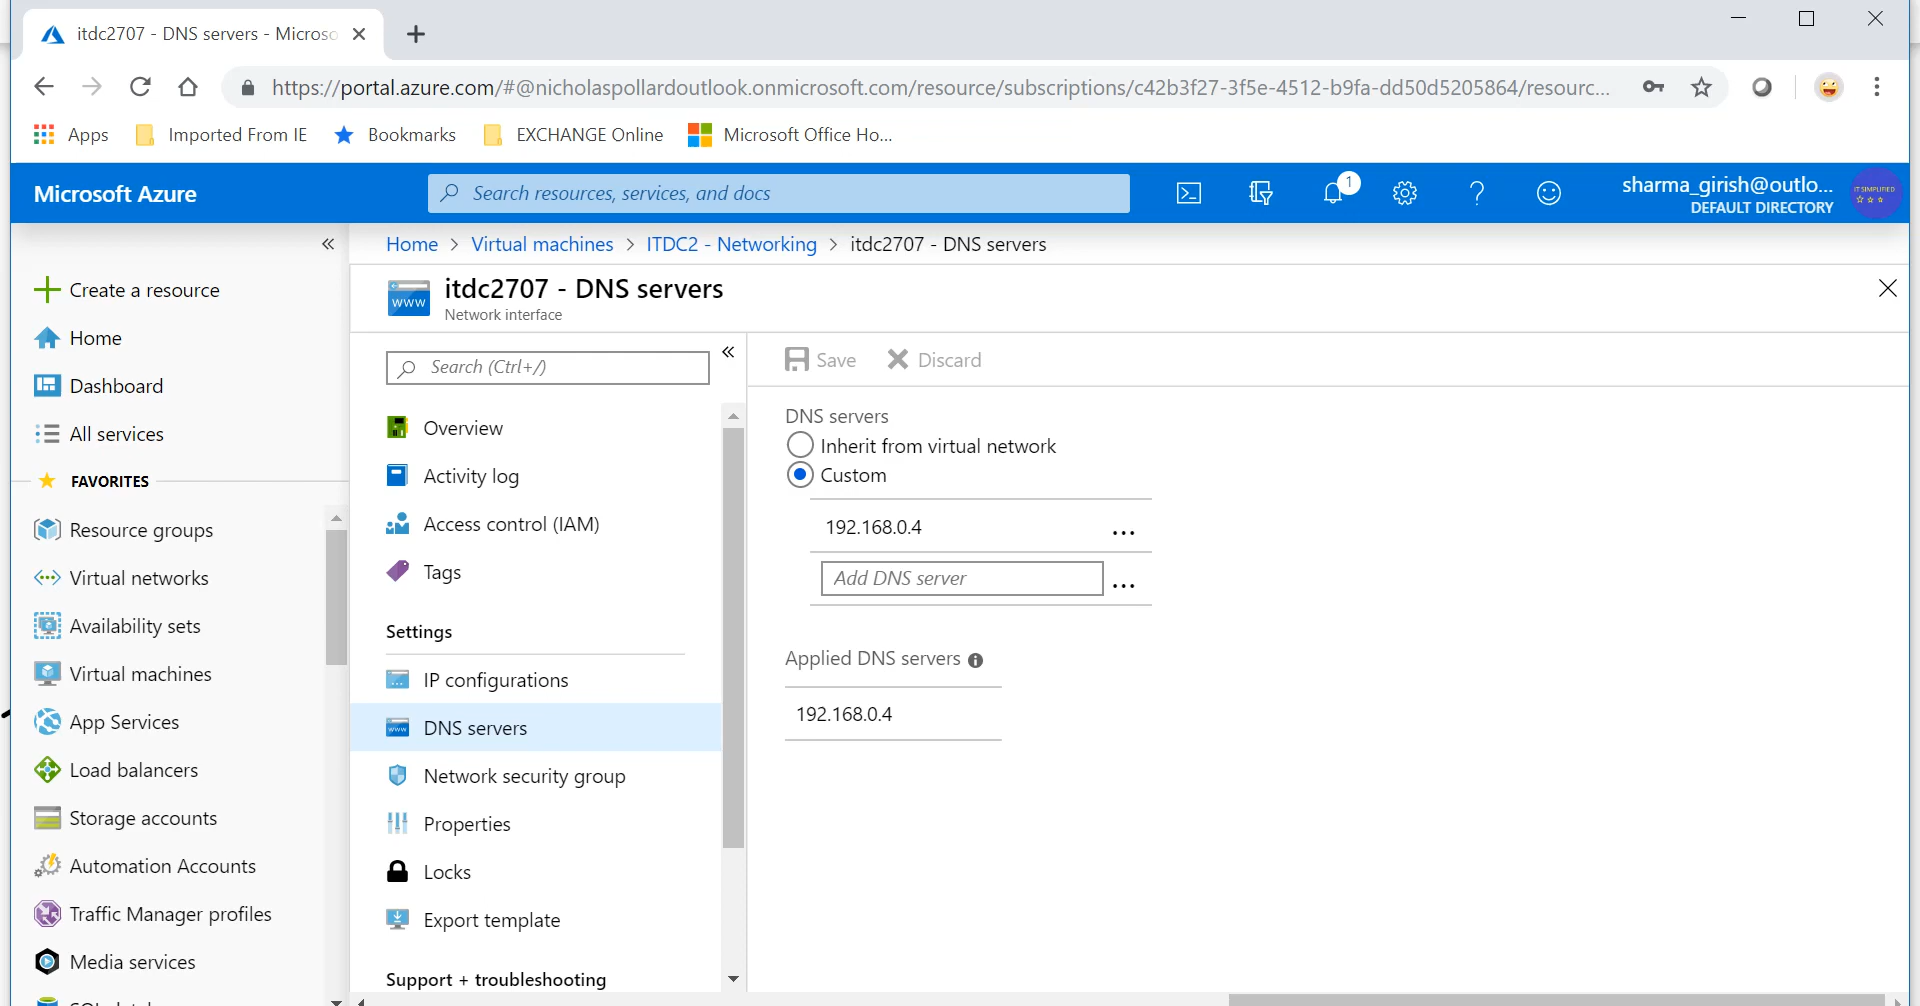 itdc2707 - DNS servers - Microso
https://portal.azure.com/#@nicholaspollardoutlook.onmicrosoft.com/resource/subscriptions/c42b3f27-3f5e-4512-b9fa-dd50d5205864/resourc...
Apps Imported From IE Bookmarks EXCHANGE Online Microsoft Office Ho...
Microsoft Azure
Search resources, services, and docs
1
sharma_girish@outlo...
DEFAULT DIRECTORY
IT SIMPLIFIED
Home > Virtual machines > ITDC2 - Networking > itdc2707 - DNS servers
Create a resource
Home
Dashboard
All services
FAVORITES
Resource groups
Virtual networks
Availability sets
Virtual machines
App Services
Load balancers
Storage accounts
Automation Accounts
Traffic Manager profiles
Media services
itdc2707 - DNS servers
www
Network interface
Search (Ctrl+/)
Overview
Activity log
Access control (IAM)
Tags
Settings
IP configurations
DNS servers
Network security group
Properties
Locks
Export template
Support + troubleshooting
Save Discard
DNS servers
Inherit from virtual network
Custom
192.168.0.4 ...
Add DNS server ...
Applied DNS servers
192.168.0.4